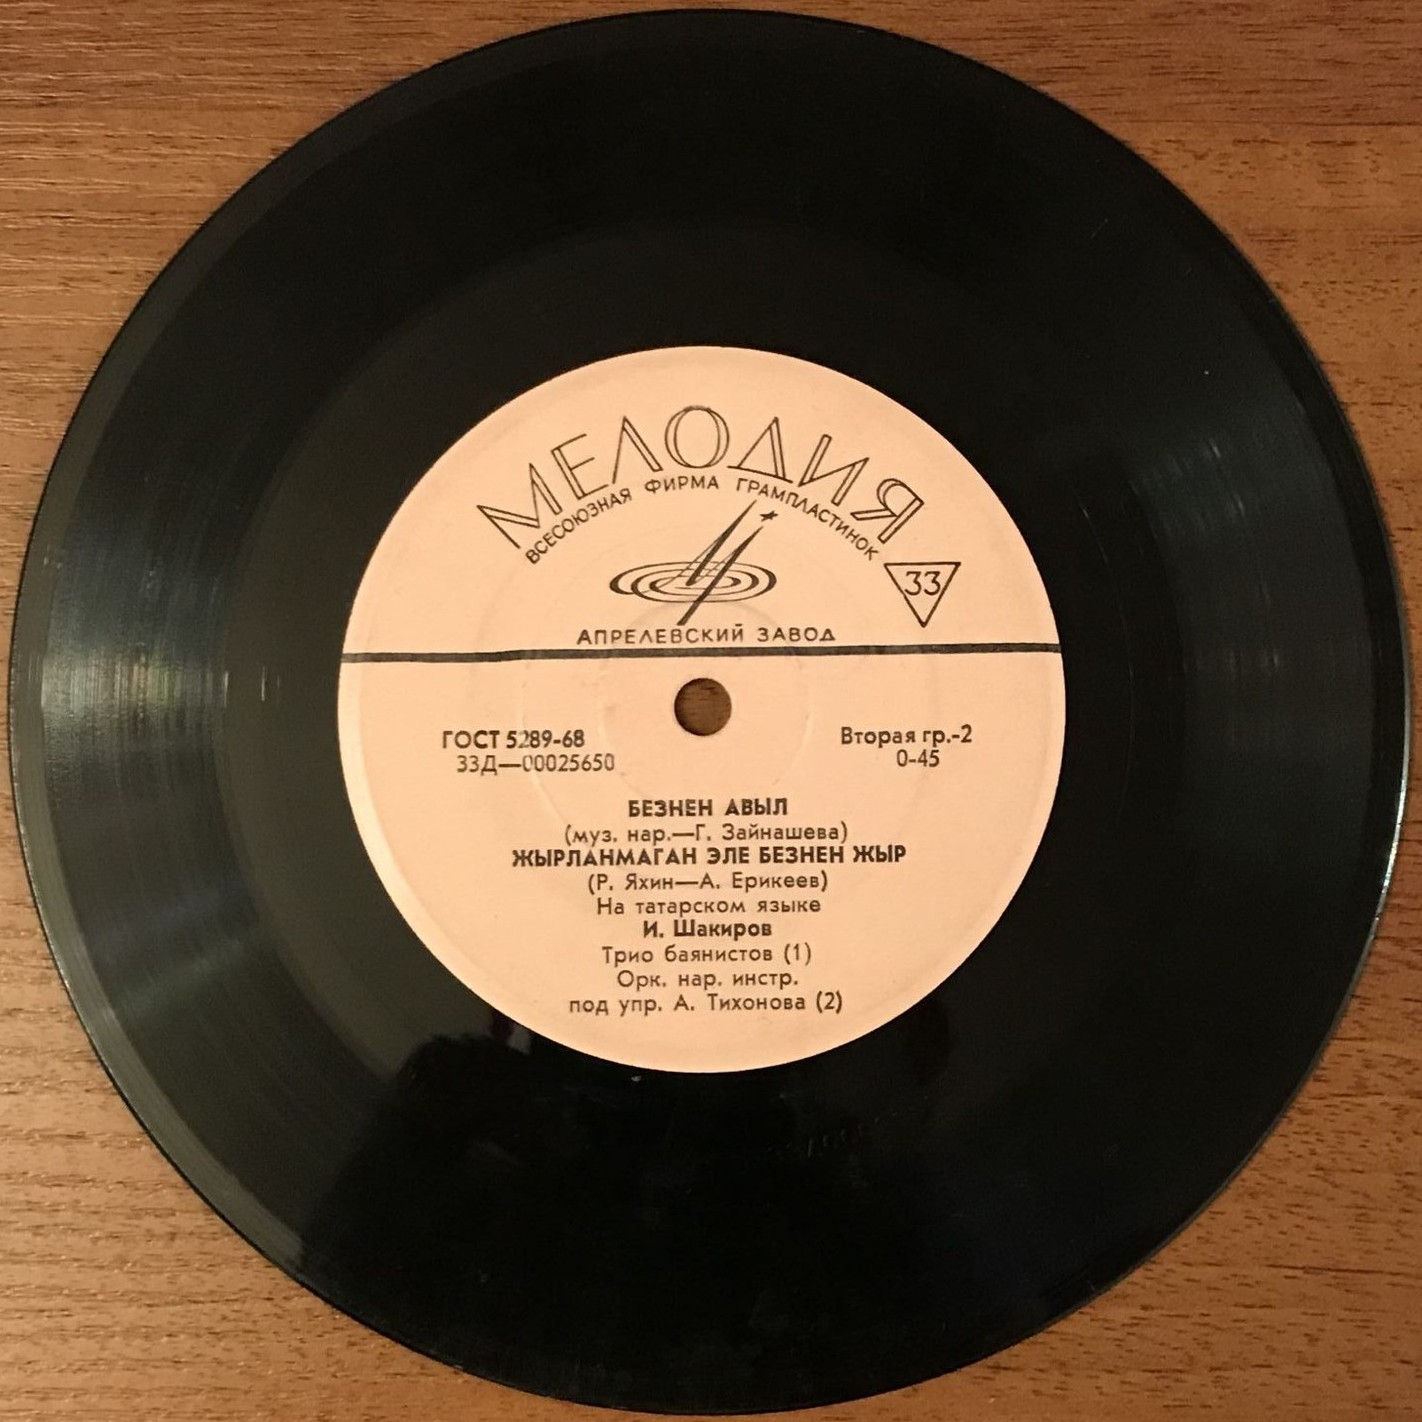 МЕЛОДИЯ
ВСЕСОЮЗНАЯ ФИРМА ГРАМПЛАСТИНОК
33
АПРЕЛЕВСКИЙ ЗАВОД
ГОСТ 5289-68
33Д—00025650
Вторая гр.-2
0-45
БЕЗНЕН АВЫЛ
(муз. нар.—Г. Зайнашева)
ЖЫРЛАНМАГАН ЭЛЕ БЕЗНЕН ЖЫР
(Р. Яхин—А. Ерикеев)
На татарском языке
И. Шакиров
Трио баянистов (1)
Орк. нар. инстр.
под упр. А. Тихонова (2)